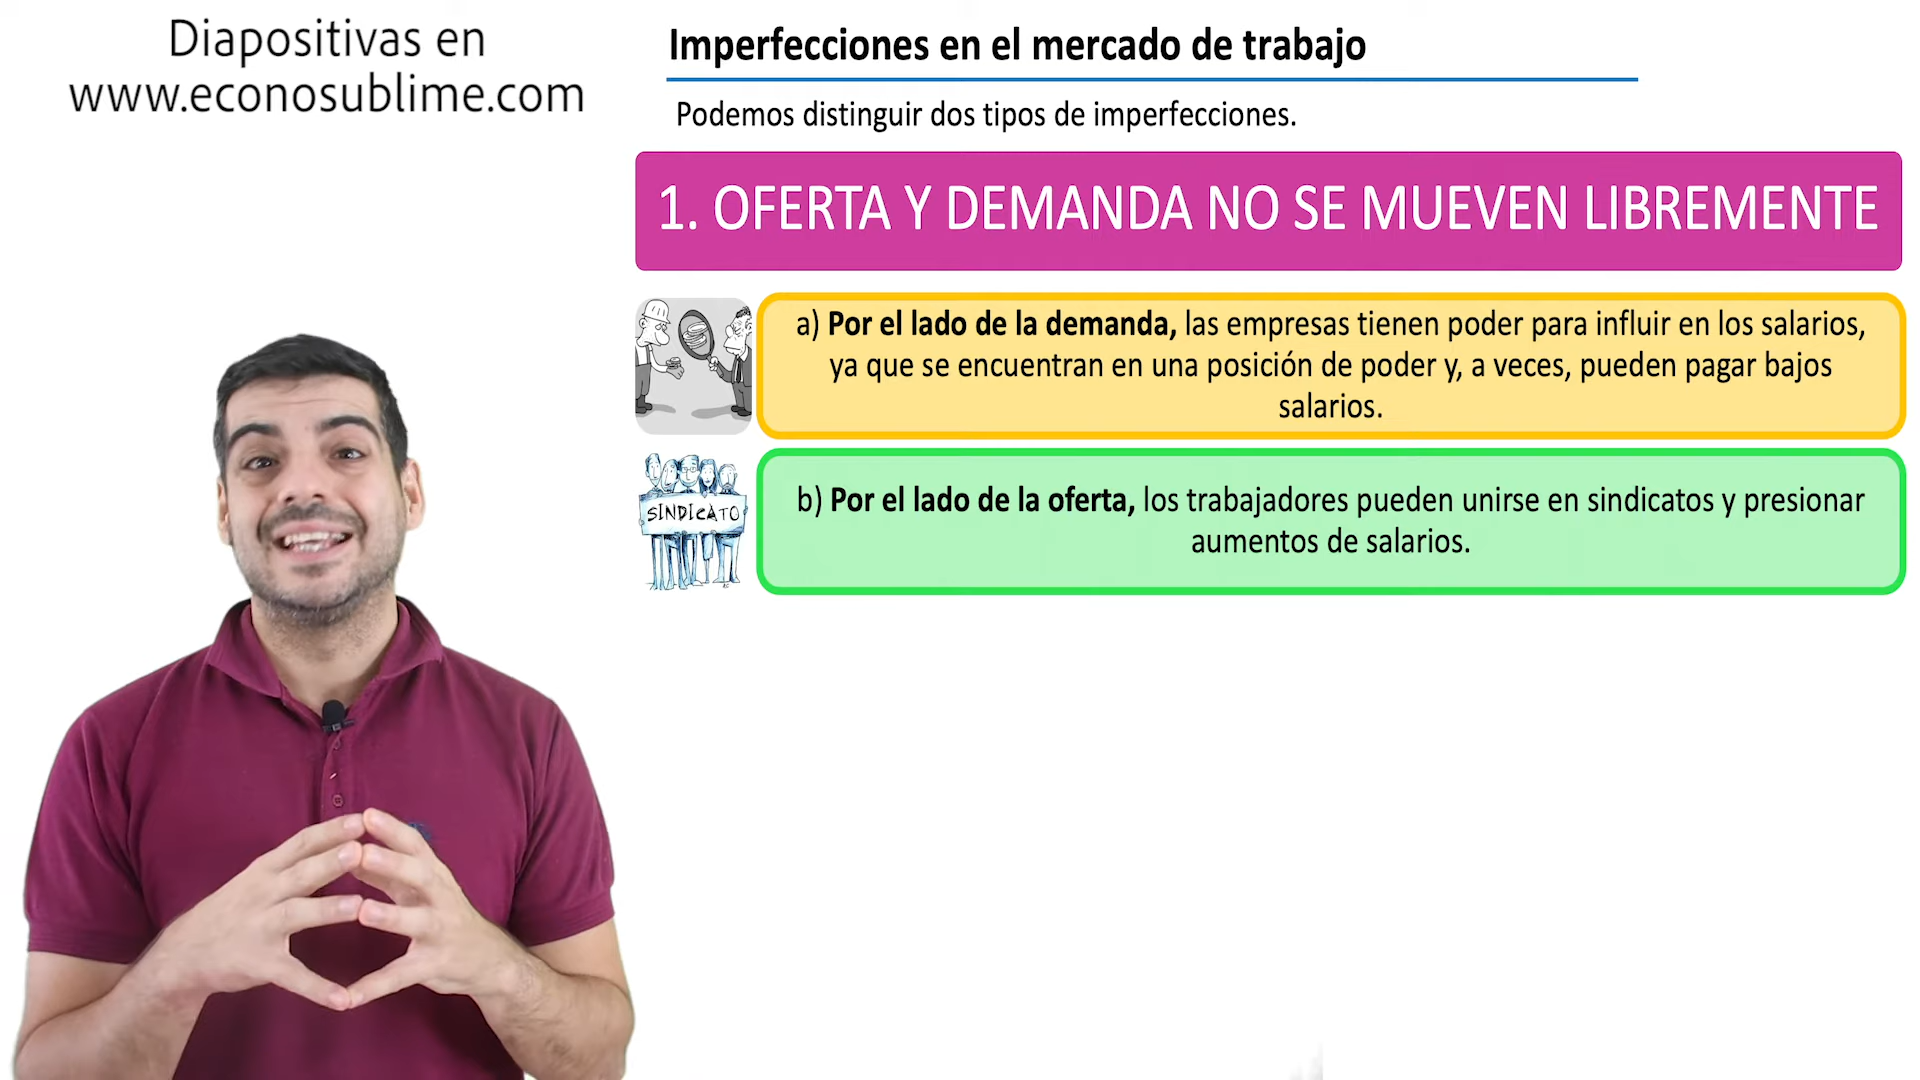 Diapositivas en
www.econosublime.com
Imperfecciones en el mercado de trabajo
Podemos distinguir dos tipos de imperfecciones.
1. OFERTA Y DEMANDA NO SE MUEVEN LIBREMENTE
a) Por el lado de la demanda, las empresas tienen poder para influir en los salarios,
ya que se encuentran en una posición de poder y, a veces, pueden pagar bajos
salarios.
SINDICATO
b) Por el lado de la oferta, los trabajadores pueden unirse en sindicatos y presionar
aumentos de salarios.